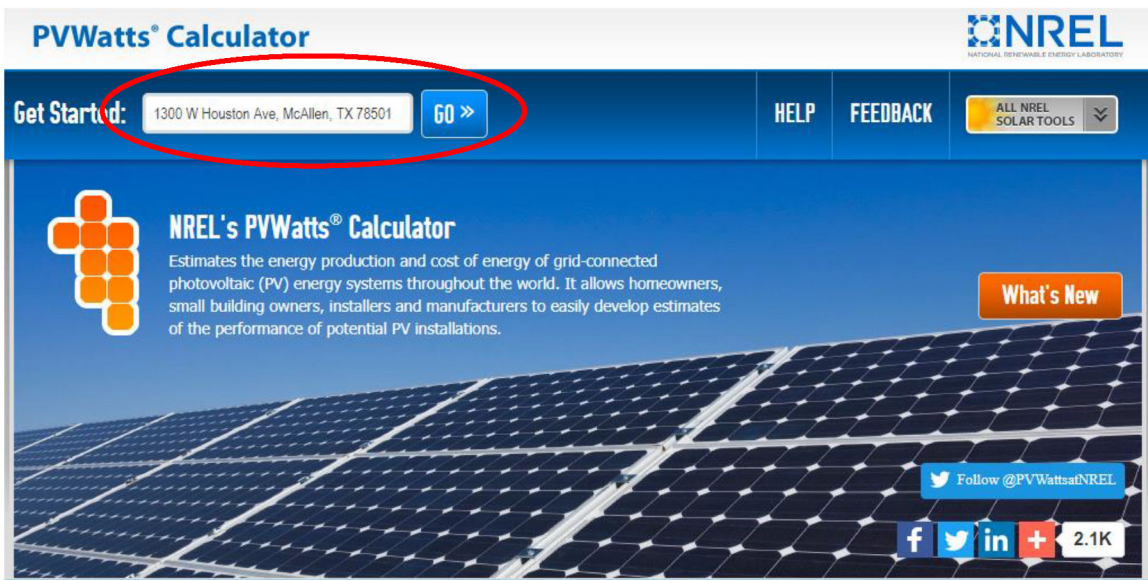 PVWatts® Calculator
NREL
NATIONAL RENEWABLE ENERGY LABORATORY
Get Started:
1300 W Houston Ave, McAllen, TX 78501
GO »
HELP
FEEDBACK
ALL NREL
SOLAR TOOLS
NREL's PVWatts® Calculator
Estimates the energy production and cost of energy of grid-connected
photovoltaic (PV) energy systems throughout the world. It allows homeowners,
small building owners, installers and manufacturers to easily develop estimates
of the performance of potential PV installations.
What's New
Follow @PVWattsatNREL
f
in
+
2.1K